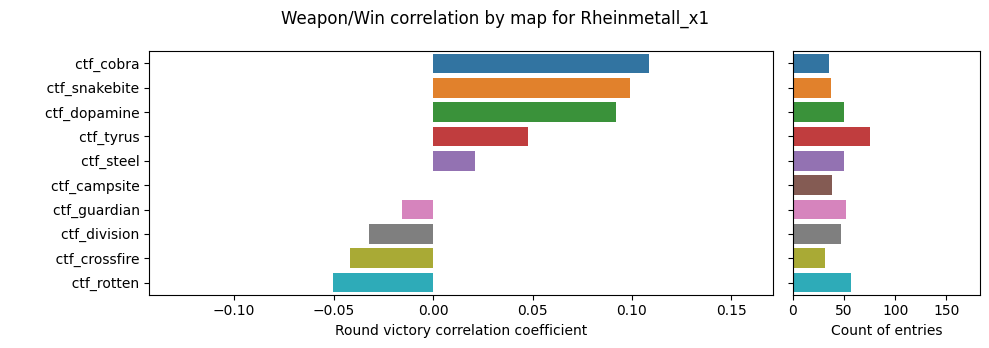 Weapon/Win correlation by map for Rheinmetall_x1
ctf_cobra
ctf_snakebite
ctf_dopamine
ctf_tyrus
ctf_steel
ctf_campsite
ctf_guardian
ctf_division
ctf_crossfire
ctf_rotten
−0.10 −0.05 0.00 0.05 0.10 0.15
Round victory correlation coefficient
0 50 100 150
Count of entries